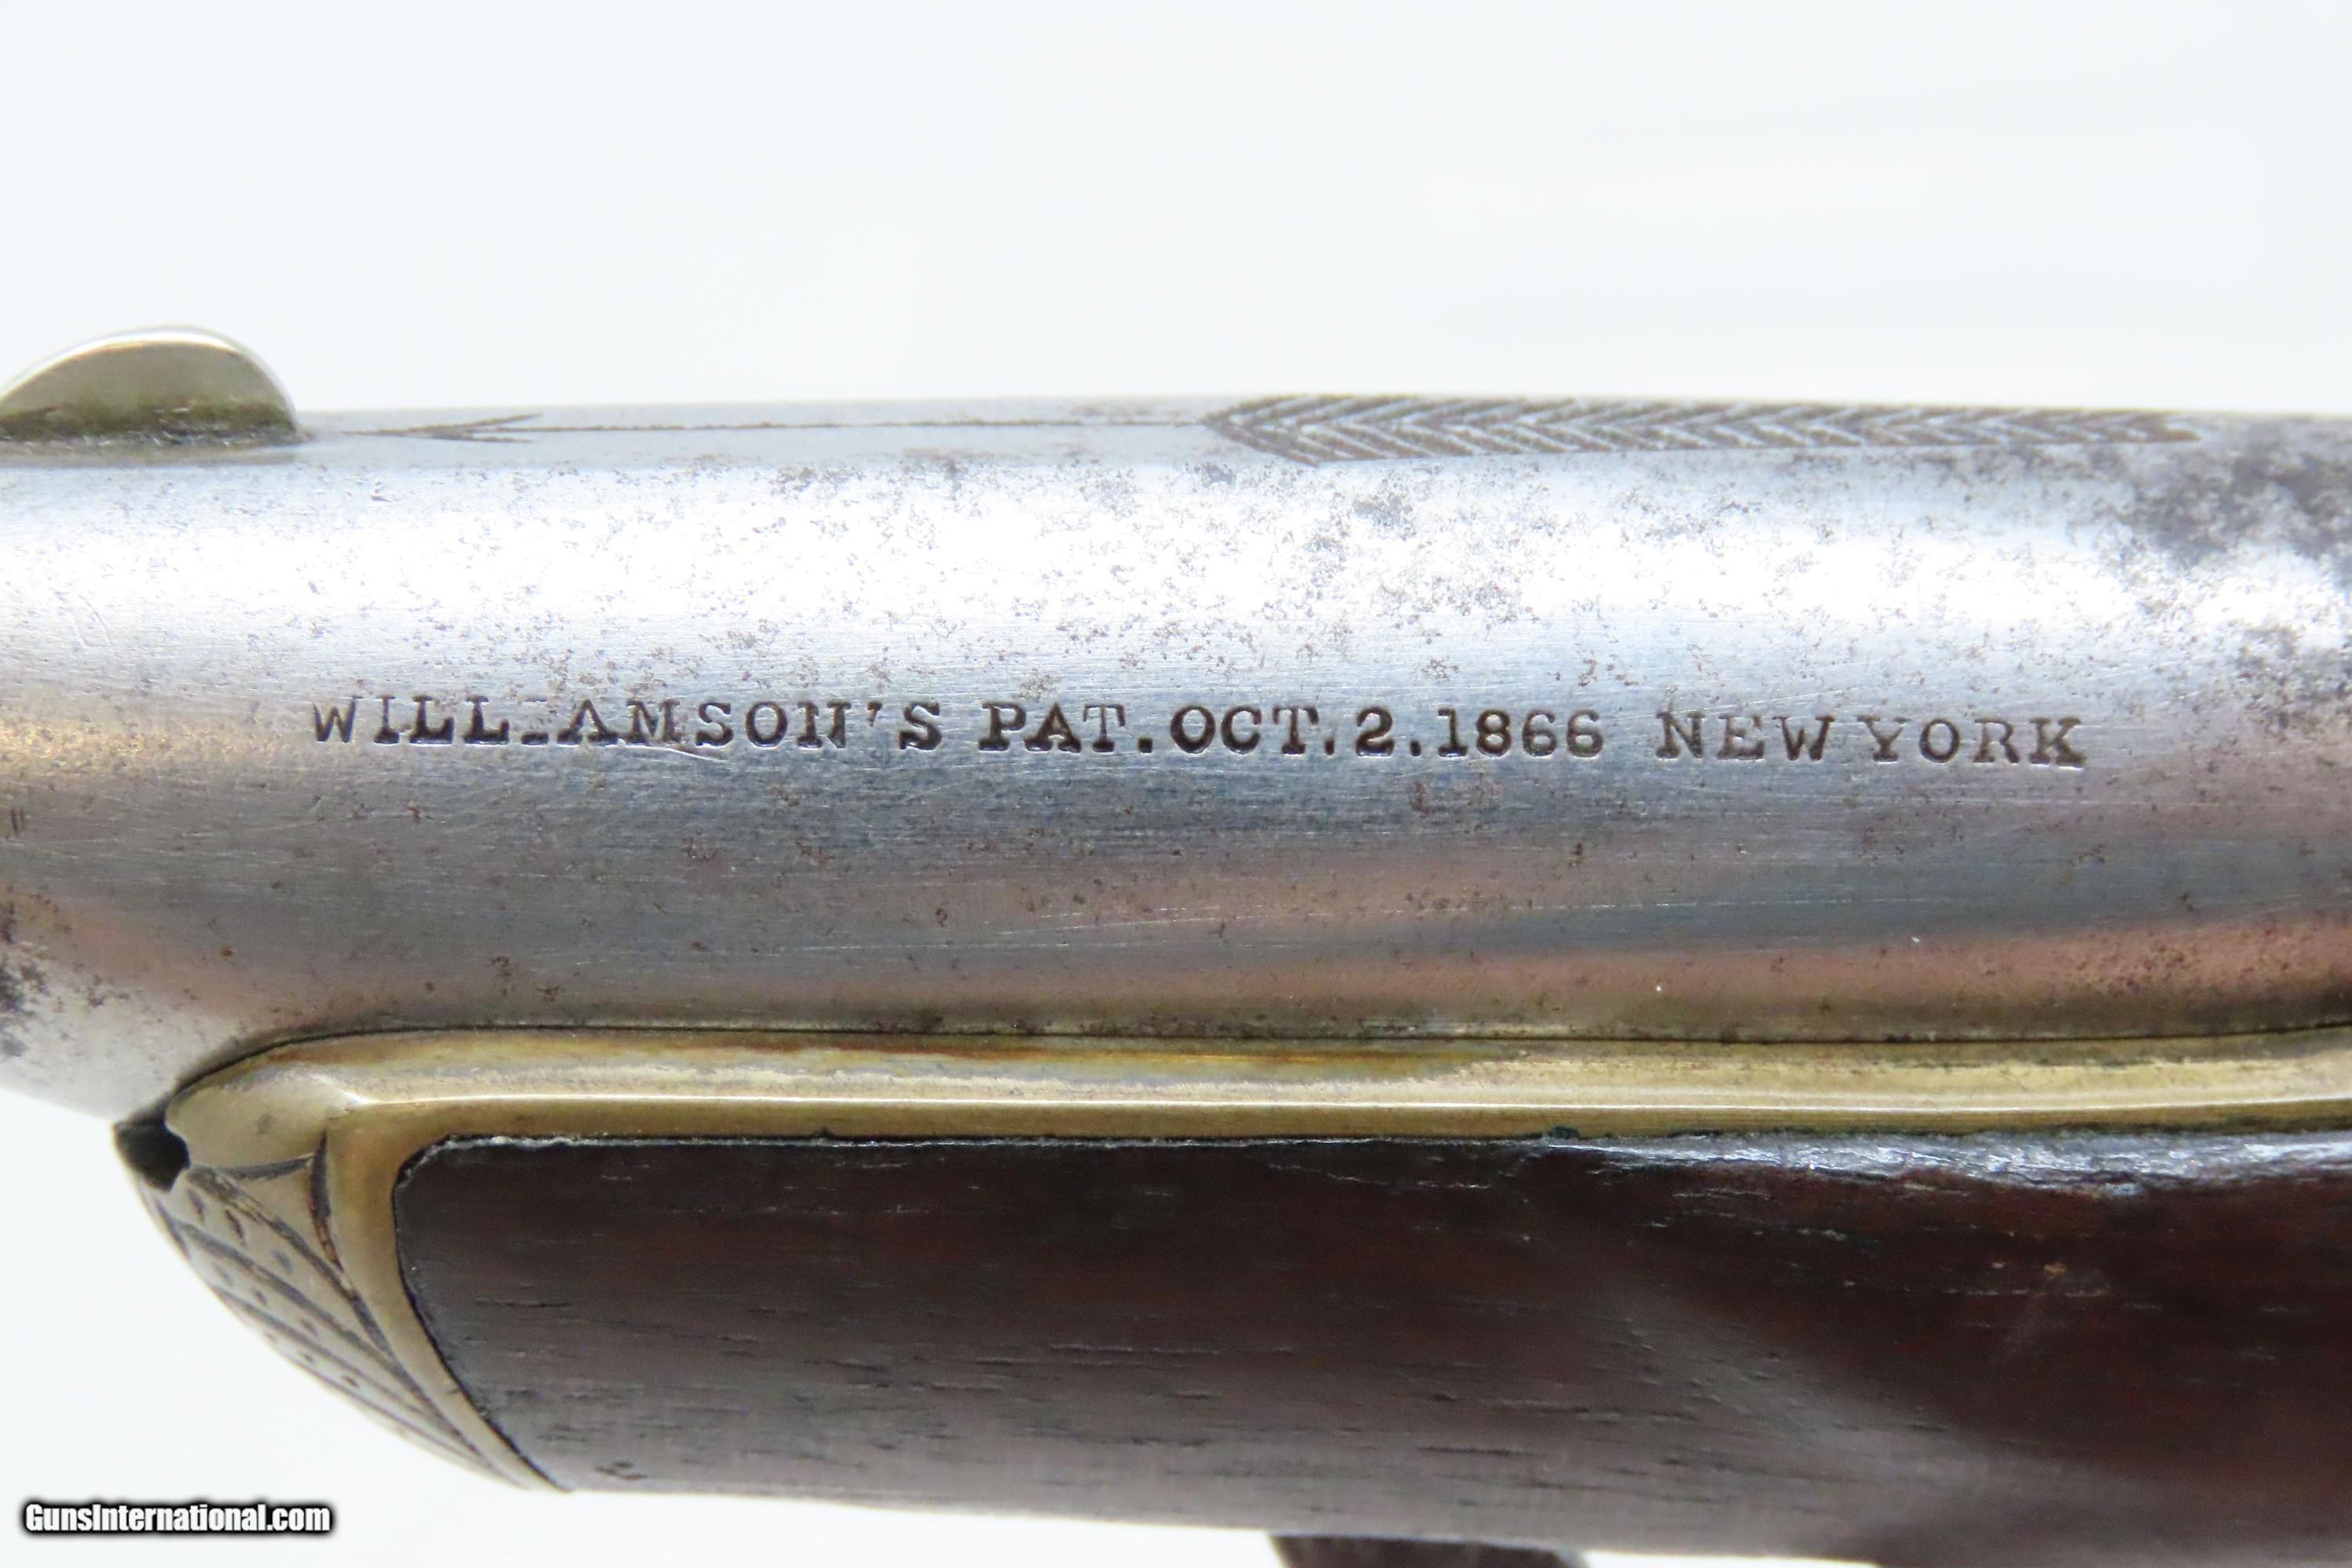 WILLIAMSON'S PAT.OCT.2.1866 NEW YORK
GunsInternational.com